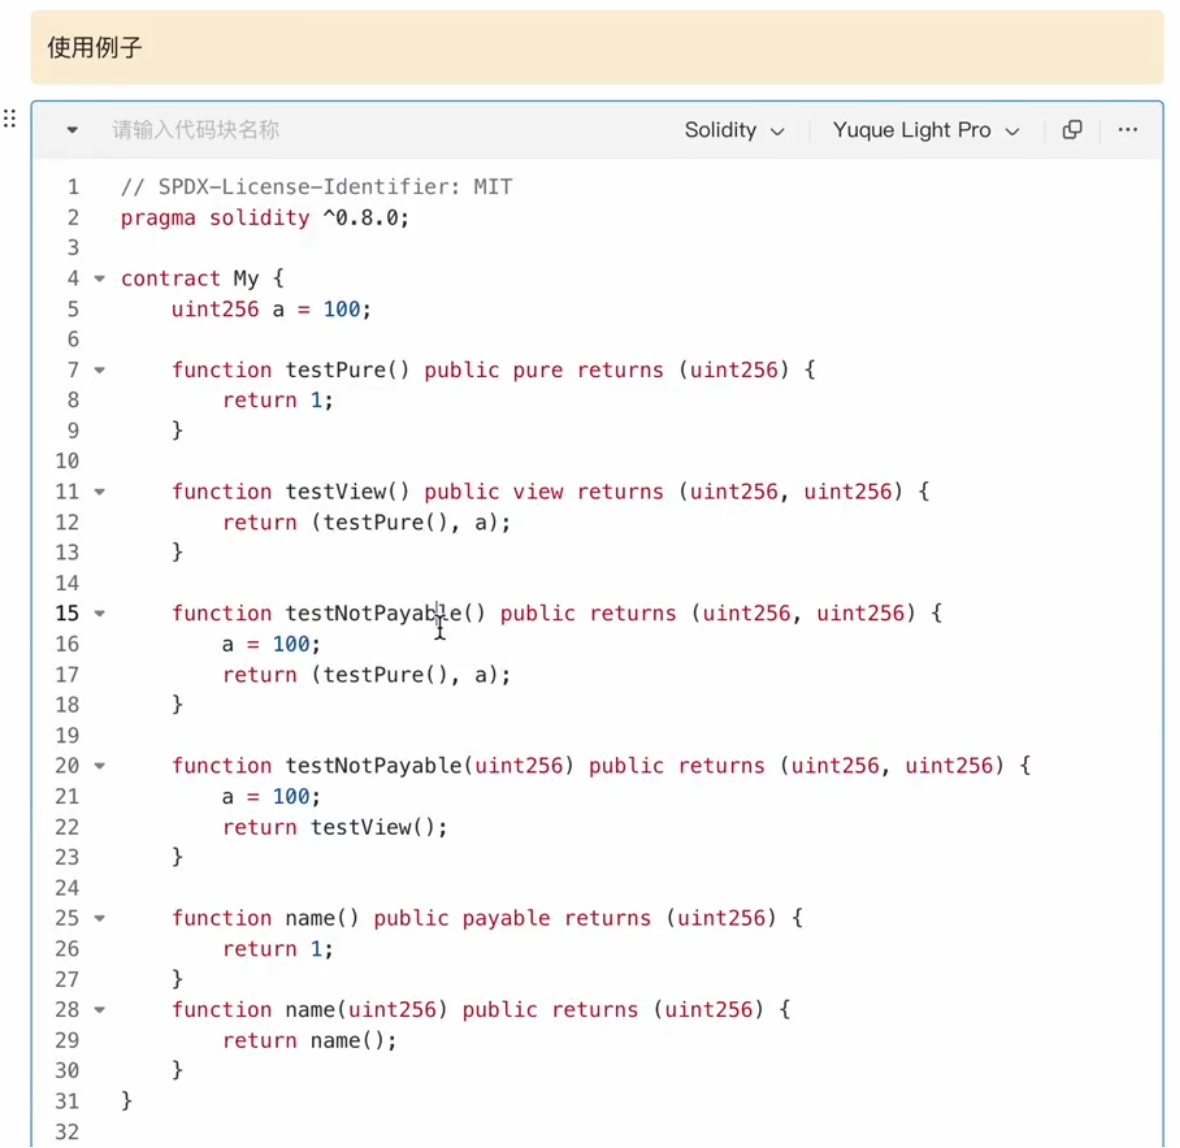 使用例子
请输入代码块名称 Solidity Yuque Light Pro
1 // SPDX-License-Identifier: MIT
2 pragma solidity ^0.8.0;
3
4 contract My {
5     uint256 a = 100;
6
7     function testPure() public pure returns (uint256) {
8         return 1;
9     }
10
11     function testView() public view returns (uint256, uint256) {
12         return (testPure(), a);
13     }
14
15     function testNotPayable() public returns (uint256, uint256) {
16         a = 100;
17         return (testPure(), a);
18     }
19
20     function testNotPayable(uint256) public returns (uint256, uint256) {
21         a = 100;
22         return testView();
23     }
24
25     function name() public payable returns (uint256) {
26         return 1;
27     }
28     function name(uint256) public returns (uint256) {
29         return name();
30     }
31 }
32